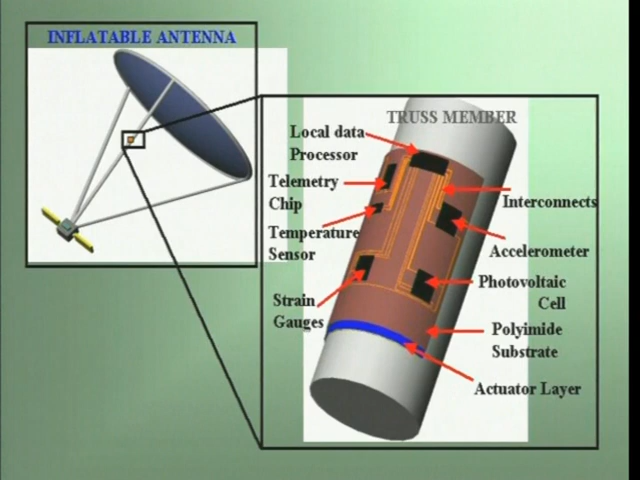 INFLATABLE ANTENNA
TRUSS MEMBER
Local data
Processor
Telemetry
Chip
Temperature
Sensor
Strain
Gauges
Interconnects
Accelerometer
Photovoltaic
Cell
Polyimide
Substrate
Actuator Layer